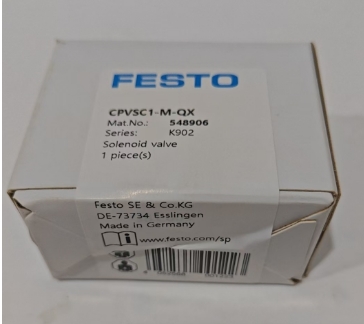 FESTO
CPVSC1-M-QX
Mat.No.: 548906
Series: K902
Solenoid valve
1 piece(s)
Festo SE & Co.KG
DE-73734 Esslingen
Made in Germany
www.festo.com/sp